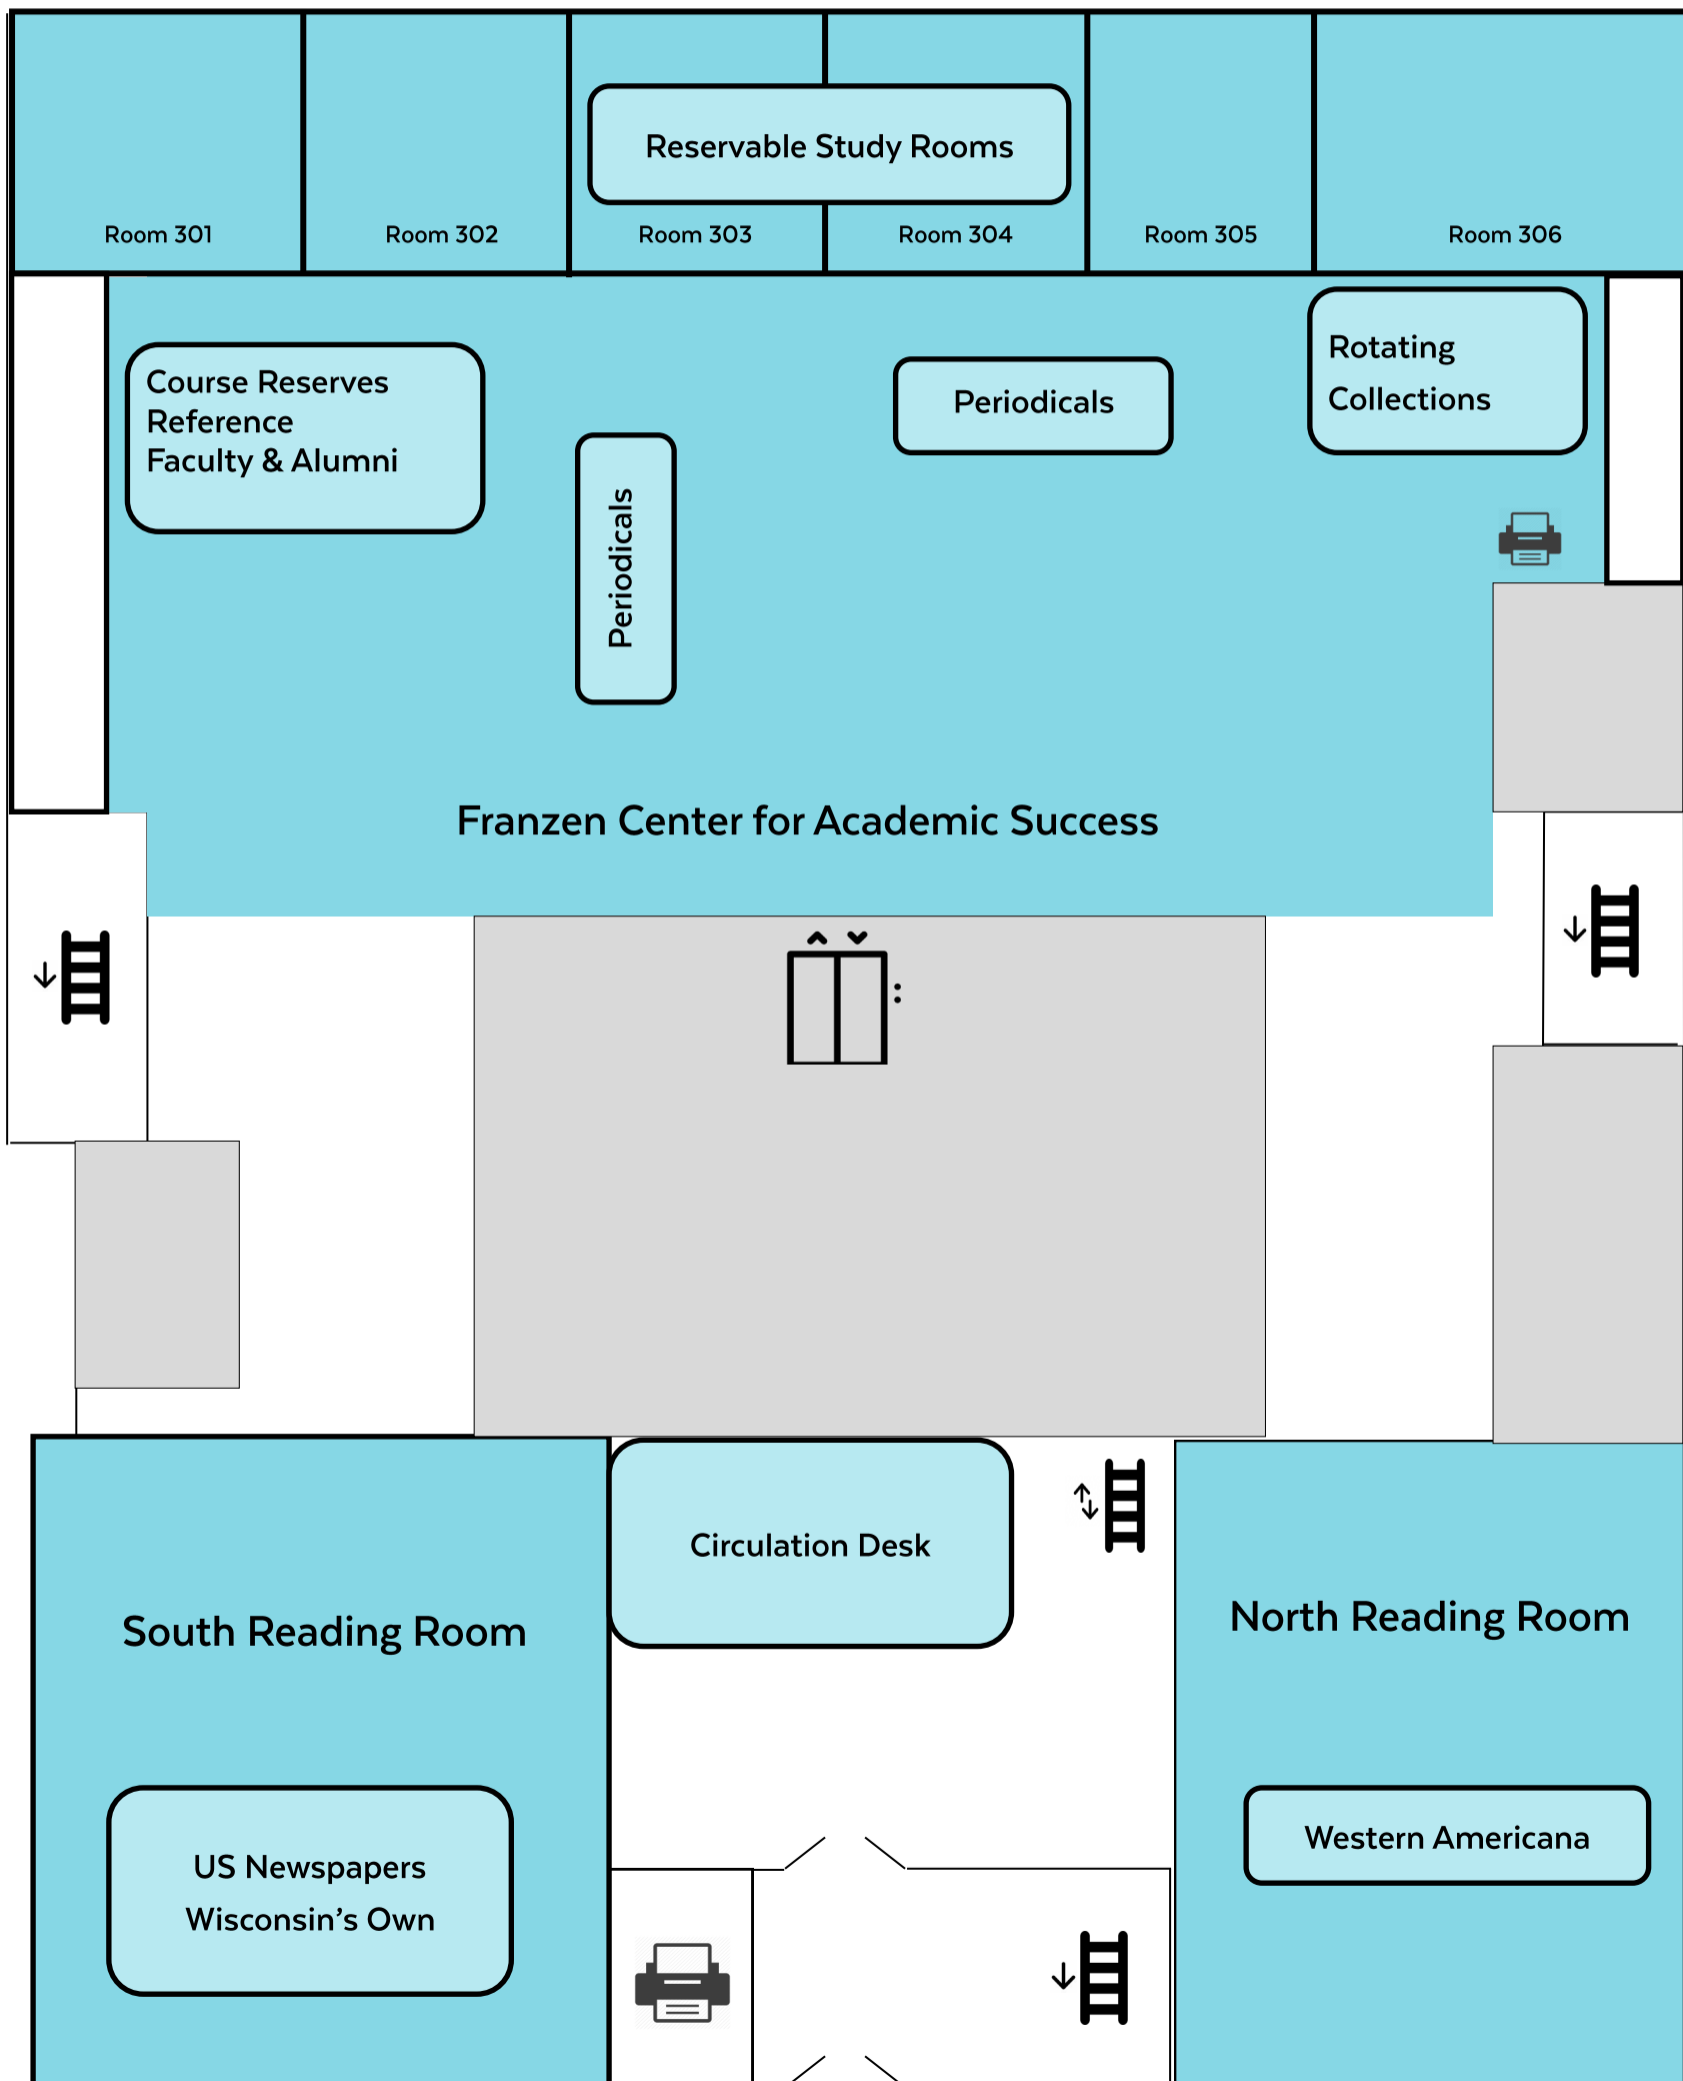 Reservable Study Rooms
Room 301
Room 302
Room 303
Room 304
Room 305
Room 306
Course Reserves
Reference
Faculty & Alumni
Periodicals
Periodicals
Rotating
Collections
Franzen Center for Academic Success
Circulation Desk
South Reading Room
North Reading Room
US Newspapers
Wisconsin’s Own
Western Americana